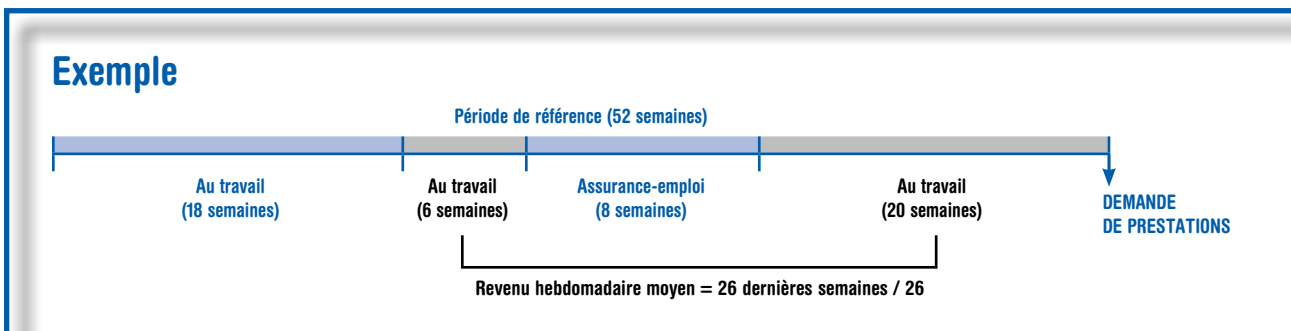 Exemple
Période de référence (52 semaines)
Au travail
(18 semaines)
Au travail
(6 semaines)
Assurance-emploi
(8 semaines)
Au travail
(20 semaines)
DEMANDE
DE PRESTATIONS
Revenu hebdomadaire moyen = 26 dernières semaines / 26